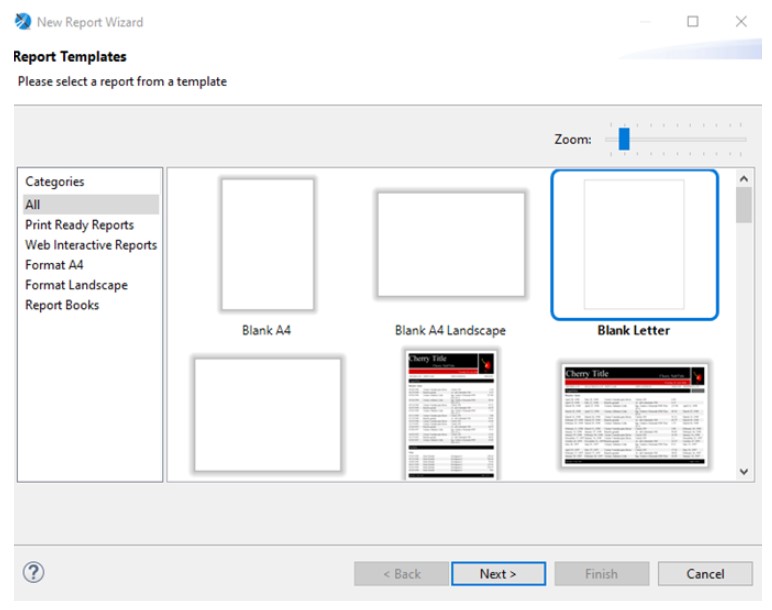 New Report Wizard
Report Templates
Please select a report from a template
Zoom:
Categories
All
Print Ready Reports
Web Interactive Reports
Format A4
Format Landscape
Report Books
Blank A4
Blank A4 Landscape
Blank Letter
Cherry Title
Cherry Title
?
< Back
Next >
Finish
Cancel